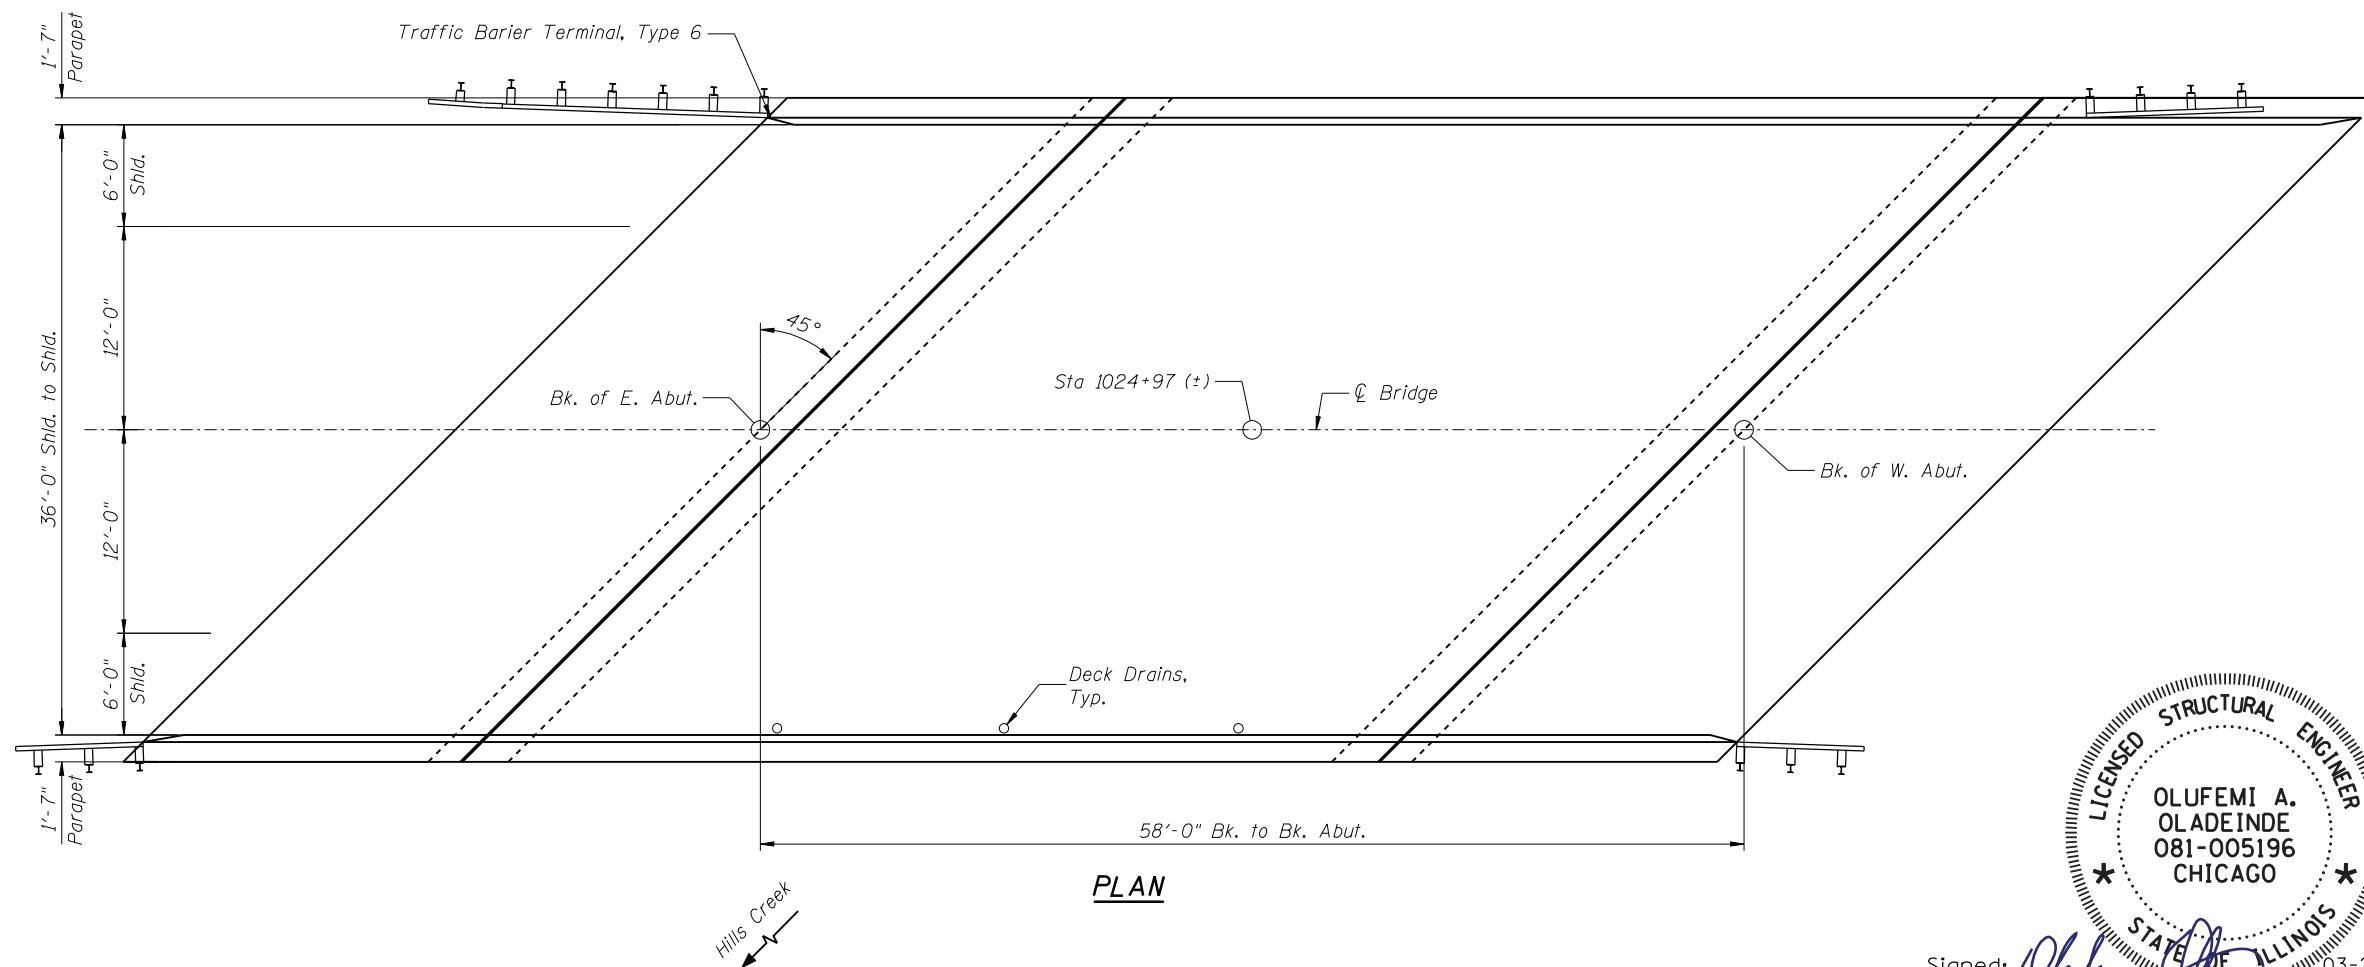 1'-7"
Parapet
Traffic Barier Terminal, Type 6
6'-0"
Shld.
12'-0"
36'-0" Shld. to Shld.
12'-0"
6'-0"
Shld.
1'-7"
Parapet
45°
Bk. of E. Abut.
Sta 1024+97 (±)
℄ Bridge
Bk. of W. Abut.
Deck Drains,
Typ.
58'-0" Bk. to Bk. Abut.
PLAN
Hills Creek
LICENSED STRUCTURAL ENGINEER
OLUFEMI A.
OLADEINDE
081-005196
CHICAGO
STATE OF ILLINOIS
Signed:
03-